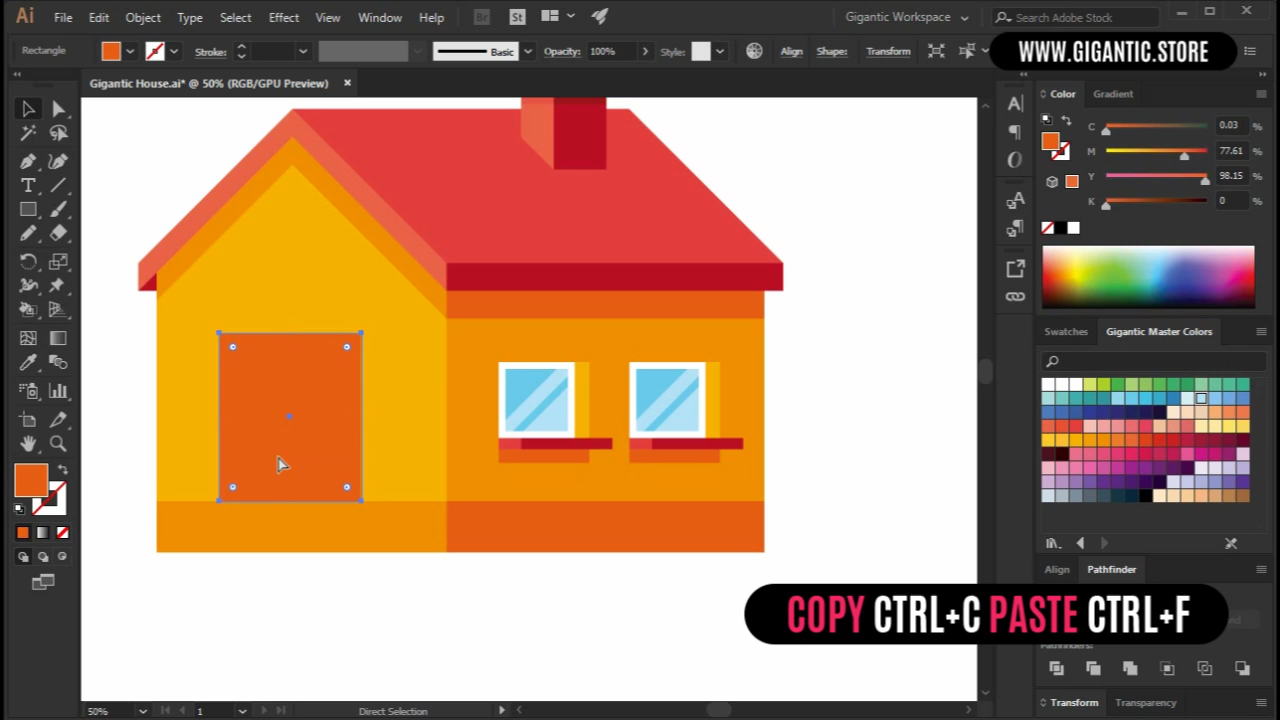 Ai File Edit Object Type Select Effect View Window Help Br St Gigantic Workspace Search Adobe Stock
Rectangle Stroke: Basic Opacity: 100% Style: Align Shape: Transform
WWW.GIGANTIC.STORE
Gigantic House.ai* @ 50% (RGB/GPU Preview) ×
Color Gradient
C 0.03 %
M 77.61 %
Y 98.15 %
K 0 %
Swatches Gigantic Master Colors
Align Pathfinder
COPY CTRL+C PASTE CTRL+F
Pathfinders:
Transform Transparency
50% 1 Direct Selection